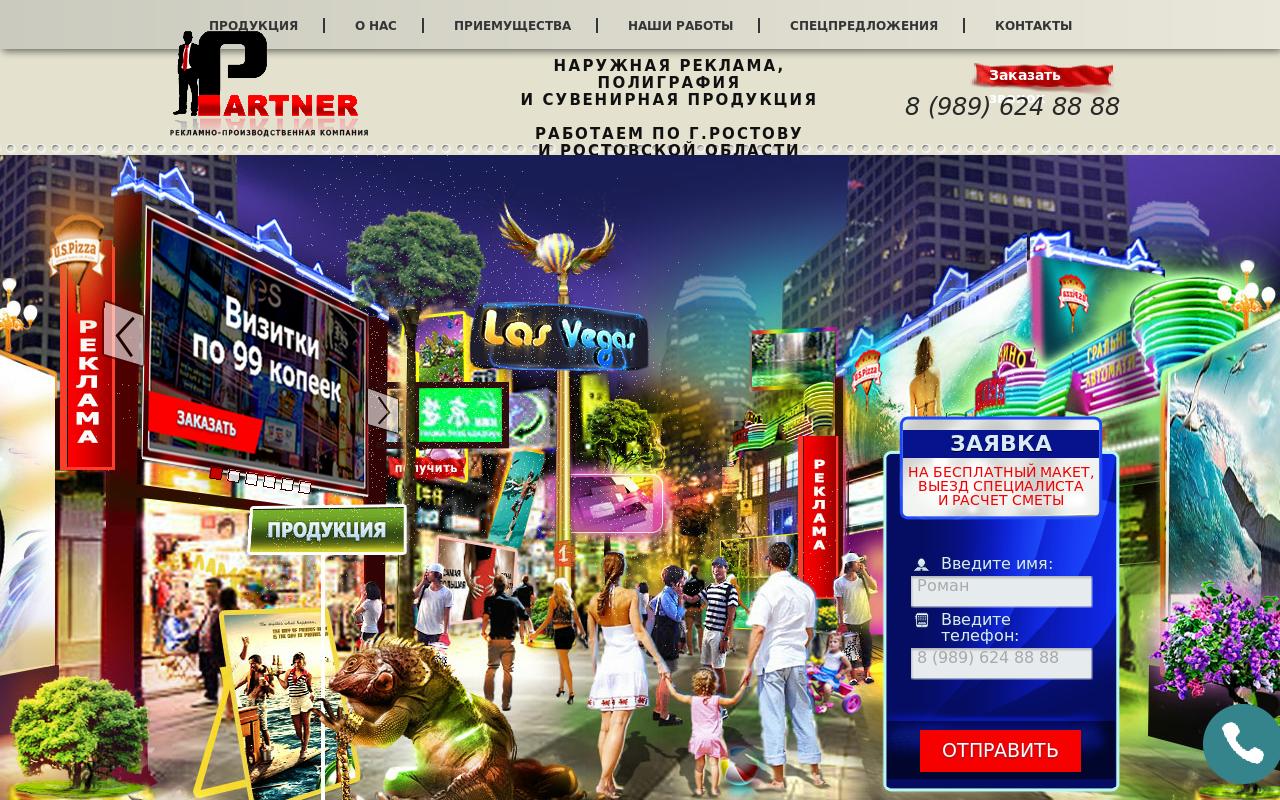 ПРОДУКЦИЯ
О НАС
ПРИЕМУЩЕСТВА
НАШИ РАБОТЫ
СПЕЦПРЕДЛОЖЕНИЯ
КОНТАКТЫ
PARTNER
РЕКЛАМНО-ПРОИЗВОДСТВЕННАЯ КОМПАНИЯ
НАРУЖНАЯ РЕКЛАМА,
ПОЛИГРАФИЯ
И СУВЕНИРНАЯ ПРОДУКЦИЯ
РАБОТАЕМ ПО Г.РОСТОВУ
И РОСТОВСКОЙ ОБЛАСТИ
Заказать
8 (989) 624 88 88
U.S.Pizza
РЕКЛАМА
Визитки
по 99 копеек
ЗАКАЗАТЬ
Las Vegas
получить
ПРОДУКЦИЯ
РЕКЛАМА
U.S.Pizza
ЗАЯВКА
НА БЕСПЛАТНЫЙ МАКЕТ,
ВЫЕЗД СПЕЦИАЛИСТА
И РАСЧЕТ СМЕТЫ
Введите имя:
Роман
Введите
телефон:
8 (989) 624 88 88
ОТПРАВИТЬ